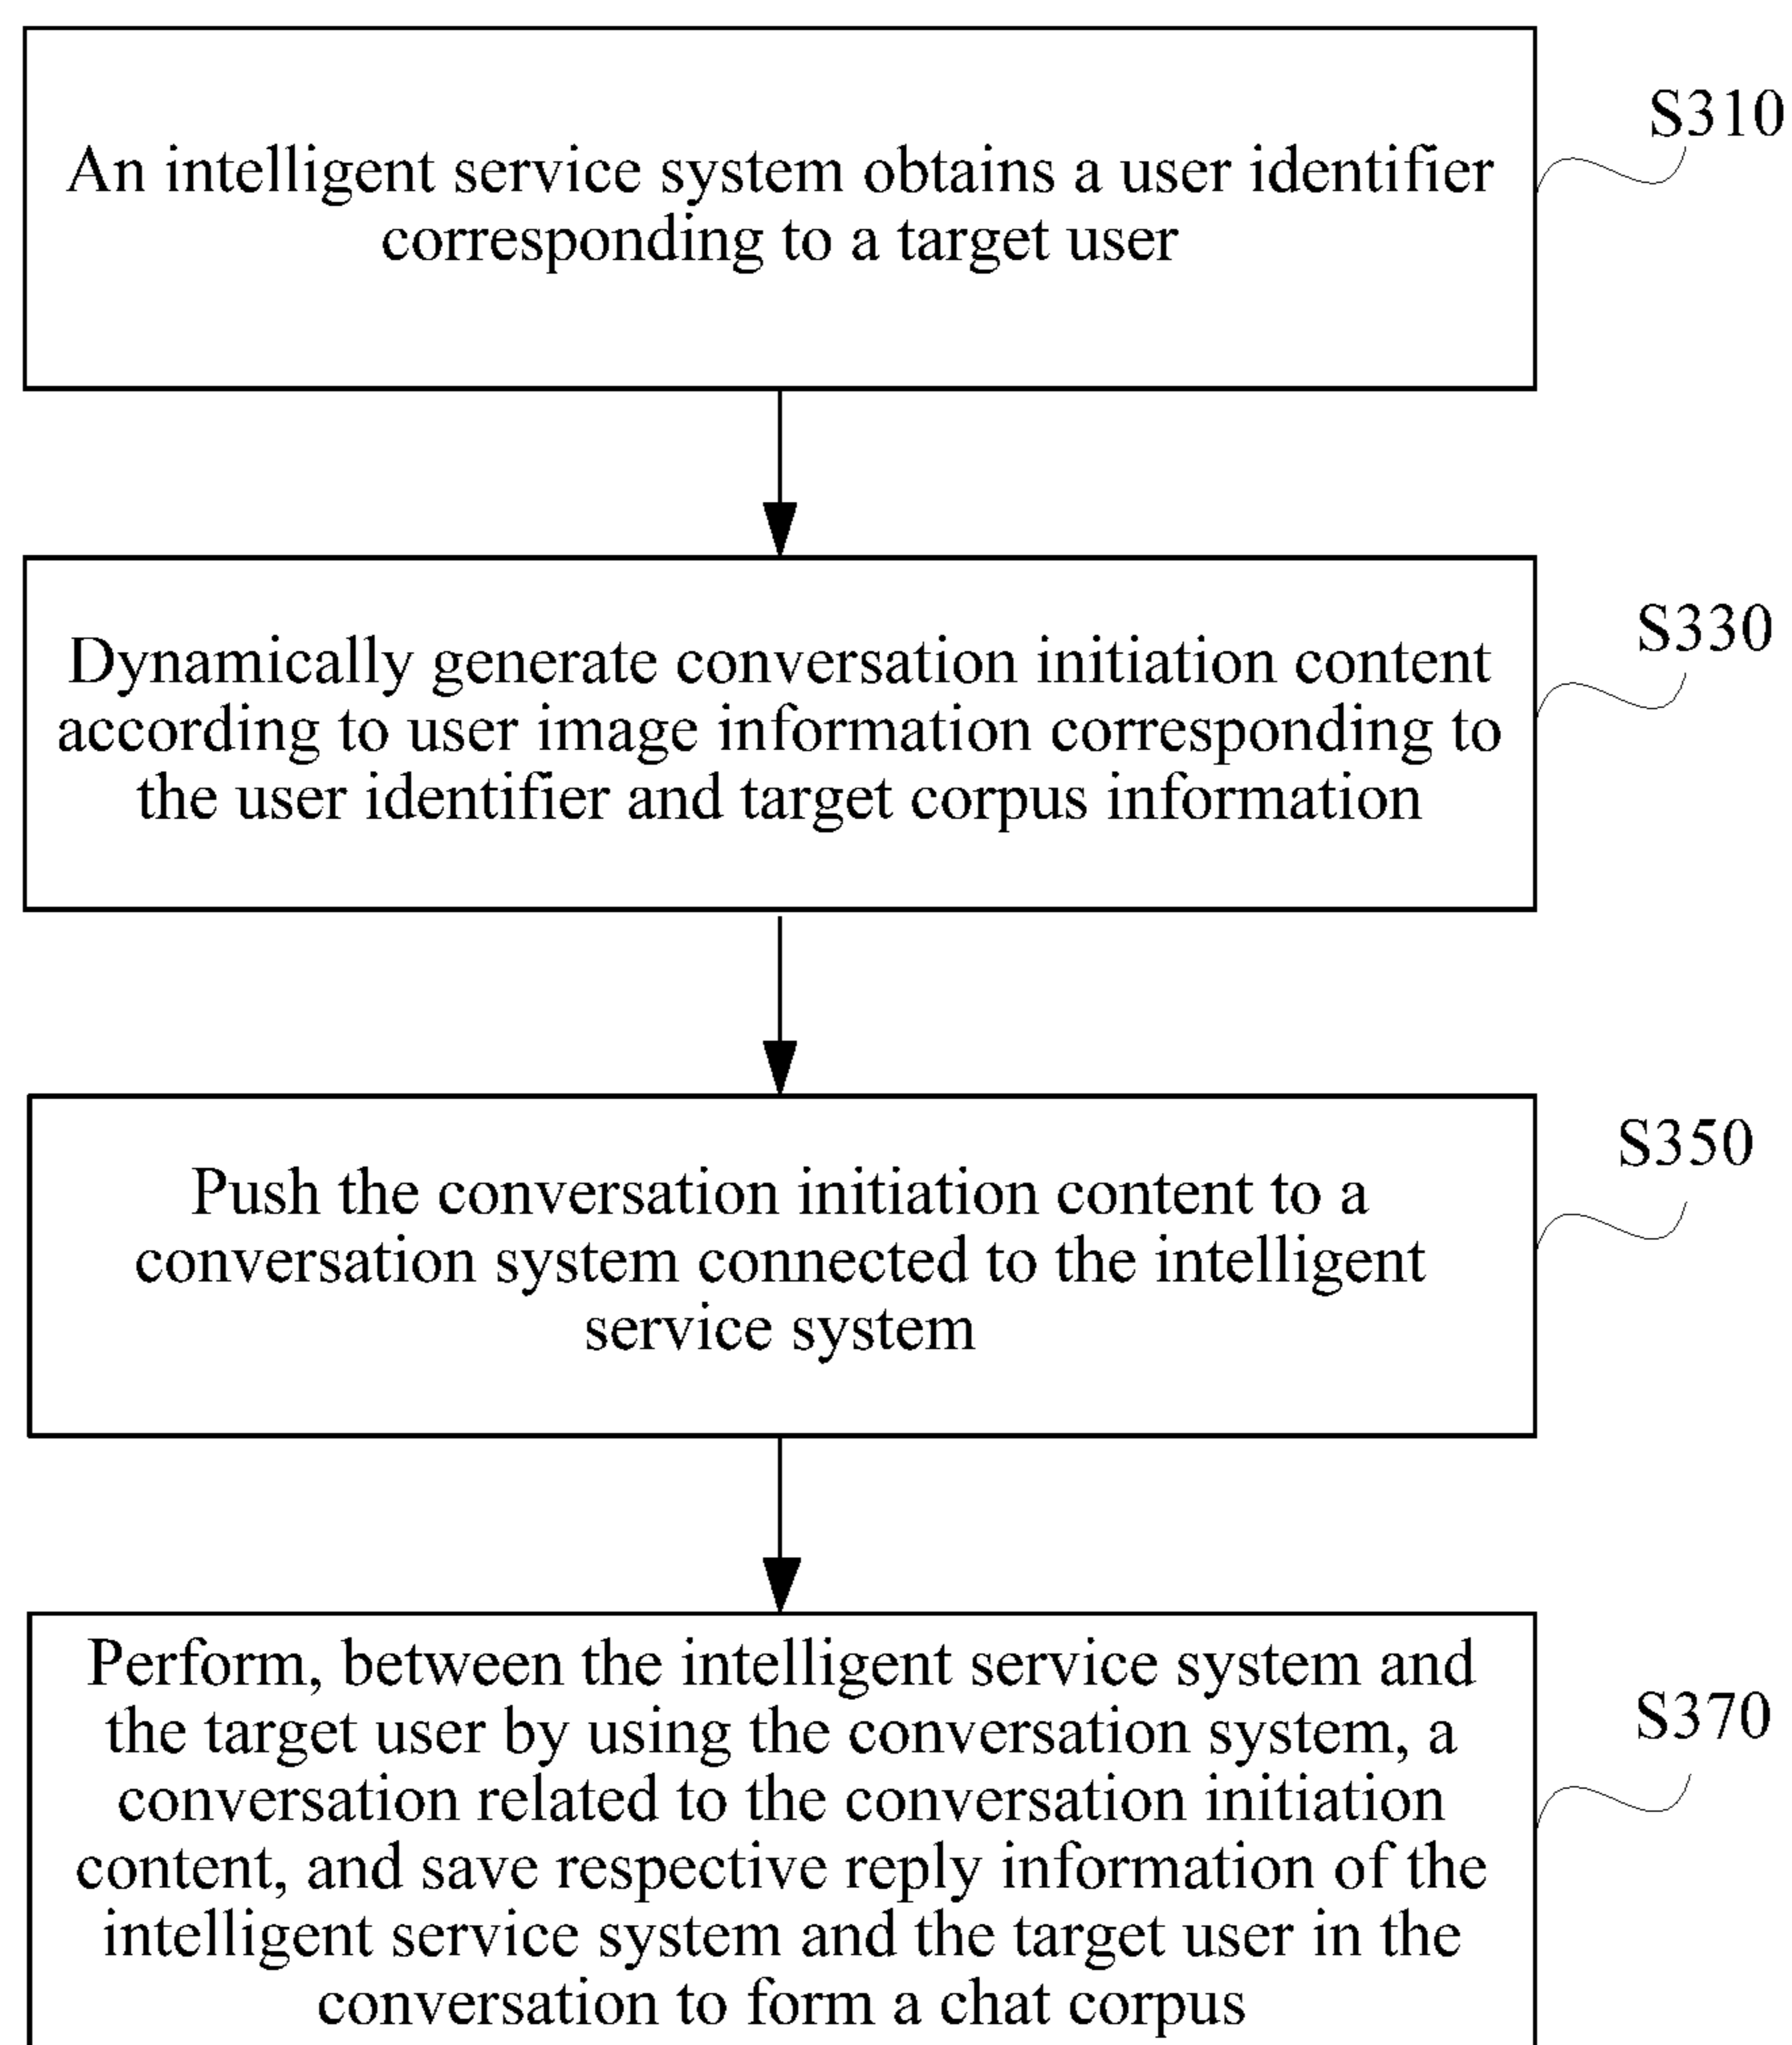 S310
An intelligent service system obtains a user identifier
corresponding to a target user
S330
Dynamically generate conversation initiation content
according to user image information corresponding to
the user identifier and target corpus information
S350
Push the conversation initiation content to a
conversation system connected to the intelligent
service system
Perform, between the intelligent service system and
S370
the target user by using the conversation system, a
conversation related to the conversation initiation
content, and save respective reply information of the
intelligent service system and the target user in the
conversation to form a chat corpus